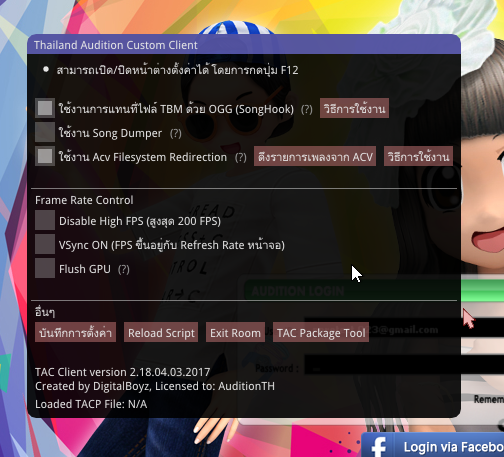 Thailand Audition Custom Client
สามารถเปิด/ปิดหน้าต่างตั้งค่าได้ โดยการกดปุ่ม F12
ใช้งานการแทนที่ไฟล์ TBM ด้วย OGG (SongHook) (?) วิธีการใช้งาน
ใช้งาน Song Dumper (?)
ใช้งาน Acv Filesystem Redirection (?) ดึงรายการเพลงจาก ACV วิธีการใช้งาน
Frame Rate Control
Disable High FPS (สูงสุด 200 FPS)
VSync ON (FPS ขึ้นอยู่กับ Refresh Rate หน้าจอ)
Flush GPU (?)
AUDITION LOGIN
อื่นๆ
บันทึกการตั้งค่า Reload Script Exit Room TAC Package Tool
3@gmail.com
Password :
TAC Client version 2.18.04.03.2017
Created by DigitalBoyz, Licensed to: AuditionTH
Loaded TACP File: N/A
Remem
Login via Facebo